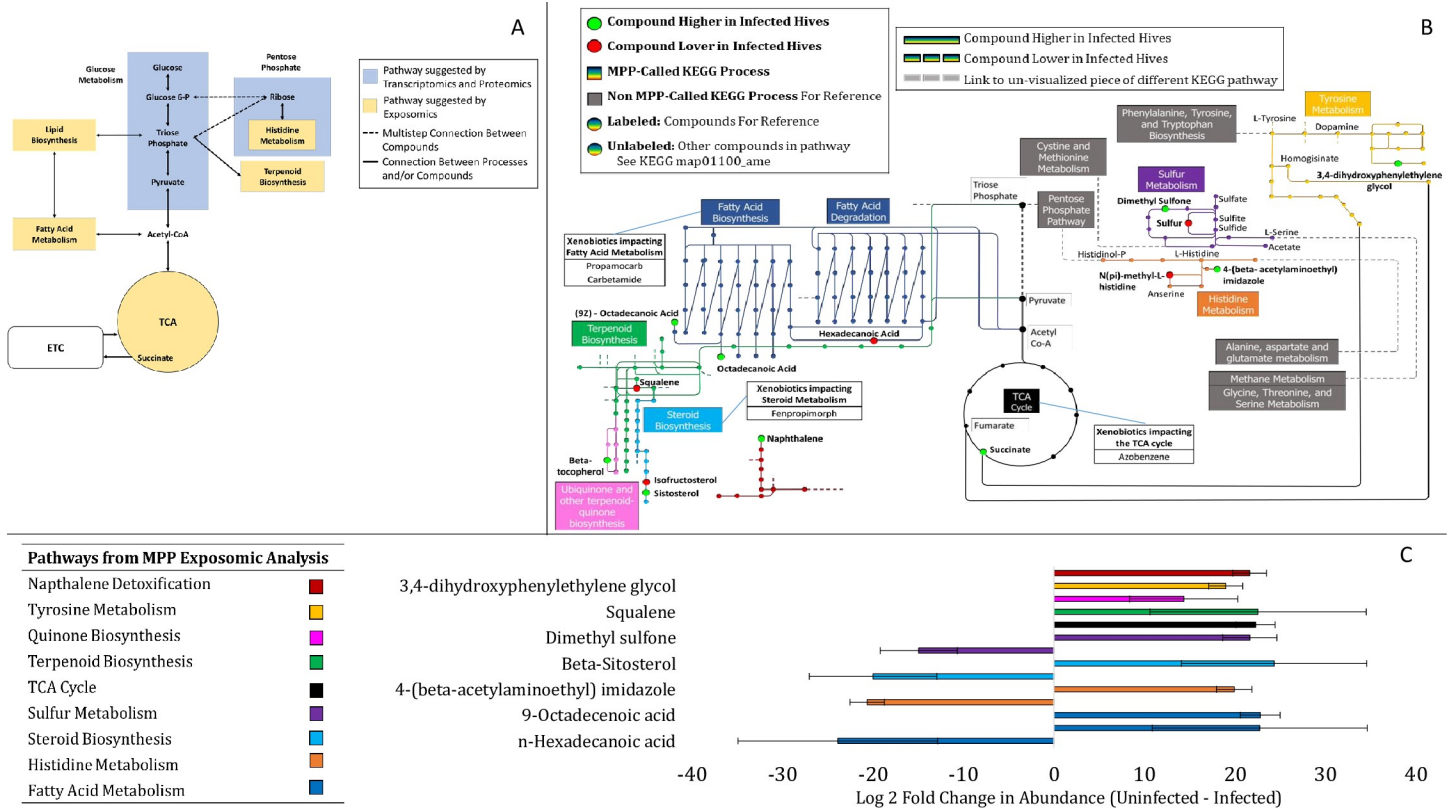 A
Glucose Metabolism
Glucose
Glucose 6-P
Triose
Phosphate
Pyruvate
Acetyl-CoA
Pentose
Phosphate
Ribose
Histidine
Metabolism
Terpenoid
Biosynthesis
Lipid
Biosynthesis
Fatty Acid
Metabolism
TCA
Succinate
ETC
Pathway suggested by
Transcriptomics and Proteomics
Pathway suggested by
Exposomics
Multistep Connection Between
Compounds
Connection Between Processes
and/or Compounds
B
Compound Higher in Infected Hives
Compound Lover in Infected Hives
MPP-Called KEGG Process
Non MPP-Called KEGG Process For Reference
Labeled: Compounds For Reference
Unlabeled: Other compounds in pathway
See KEGG map01100_ame
Compound Higher in Infected Hives
Compound Lower in Infected Hives
Link to un-visualized piece of different KEGG pathway
Phenylalanine, Tyrosine,
and Tryptophan
Biosynthesis
Tyrosine
Metabolism
L-Tyrosine
Dopamine
Homogisinate
3,4-dihydroxyphenylethylene
glycol
Cystine and
Methionine
Metabolism
Sulfur
Metabolism
Dimethyl Sulfone
Sulfur
Sulfate
Sulfite
Sulfide
L-Serine
Acetate
Triose
Phosphate
Pentose
Phosphate
Pathway
Histidinol-P
L-Histidine
N(pi)-methyl-L-
histidine
4-(beta- acetylaminoethyl)
imidazole
Anserine
Histidine
Metabolism
Fatty Acid
Biosynthesis
Fatty Acid
Degradation
Xenobiotics impacting
Fatty Acid Metabolism
Propamocarb
Carbetamide
(9Z) - Octadecanoic Acid
Hexadecanoic Acid
Octadecanoic Acid
Pyruvate
Acetyl
Co-A
Terpenoid
Biosynthesis
Squalene
Steroid
Biosynthesis
Xenobiotics impacting
Steroid Metabolism
Fenpropimorph
Alanine, aspartate and
glutamate metabolism
Methane Metabolism
Glycine, Threonine, and
Serine Metabolism
TCA
Cycle
Fumarate
Succinate
Xenobiotics impacting
the TCA cycle
Azobenzene
Naphthalene
Beta-
tocopherol
Isofructosterol
Sistosterol
Ubiquinone and
other terpenoid-
quinone
biosynthesis
C
Pathways from MPP Exposomic Analysis
Napthalene Detoxification
Tyrosine Metabolism
Quinone Biosynthesis
Terpenoid Biosynthesis
TCA Cycle
Sulfur Metabolism
Steroid Biosynthesis
Histidine Metabolism
Fatty Acid Metabolism
3,4-dihydroxyphenylethylene glycol
Squalene
Dimethyl sulfone
Beta-Sitosterol
4-(beta-acetylaminoethyl) imidazole
9-Octadecenoic acid
n-Hexadecanoic acid
-40 -30 -20 -10 0 10 20 30 40
Log 2 Fold Change in Abundance (Uninfected - Infected)